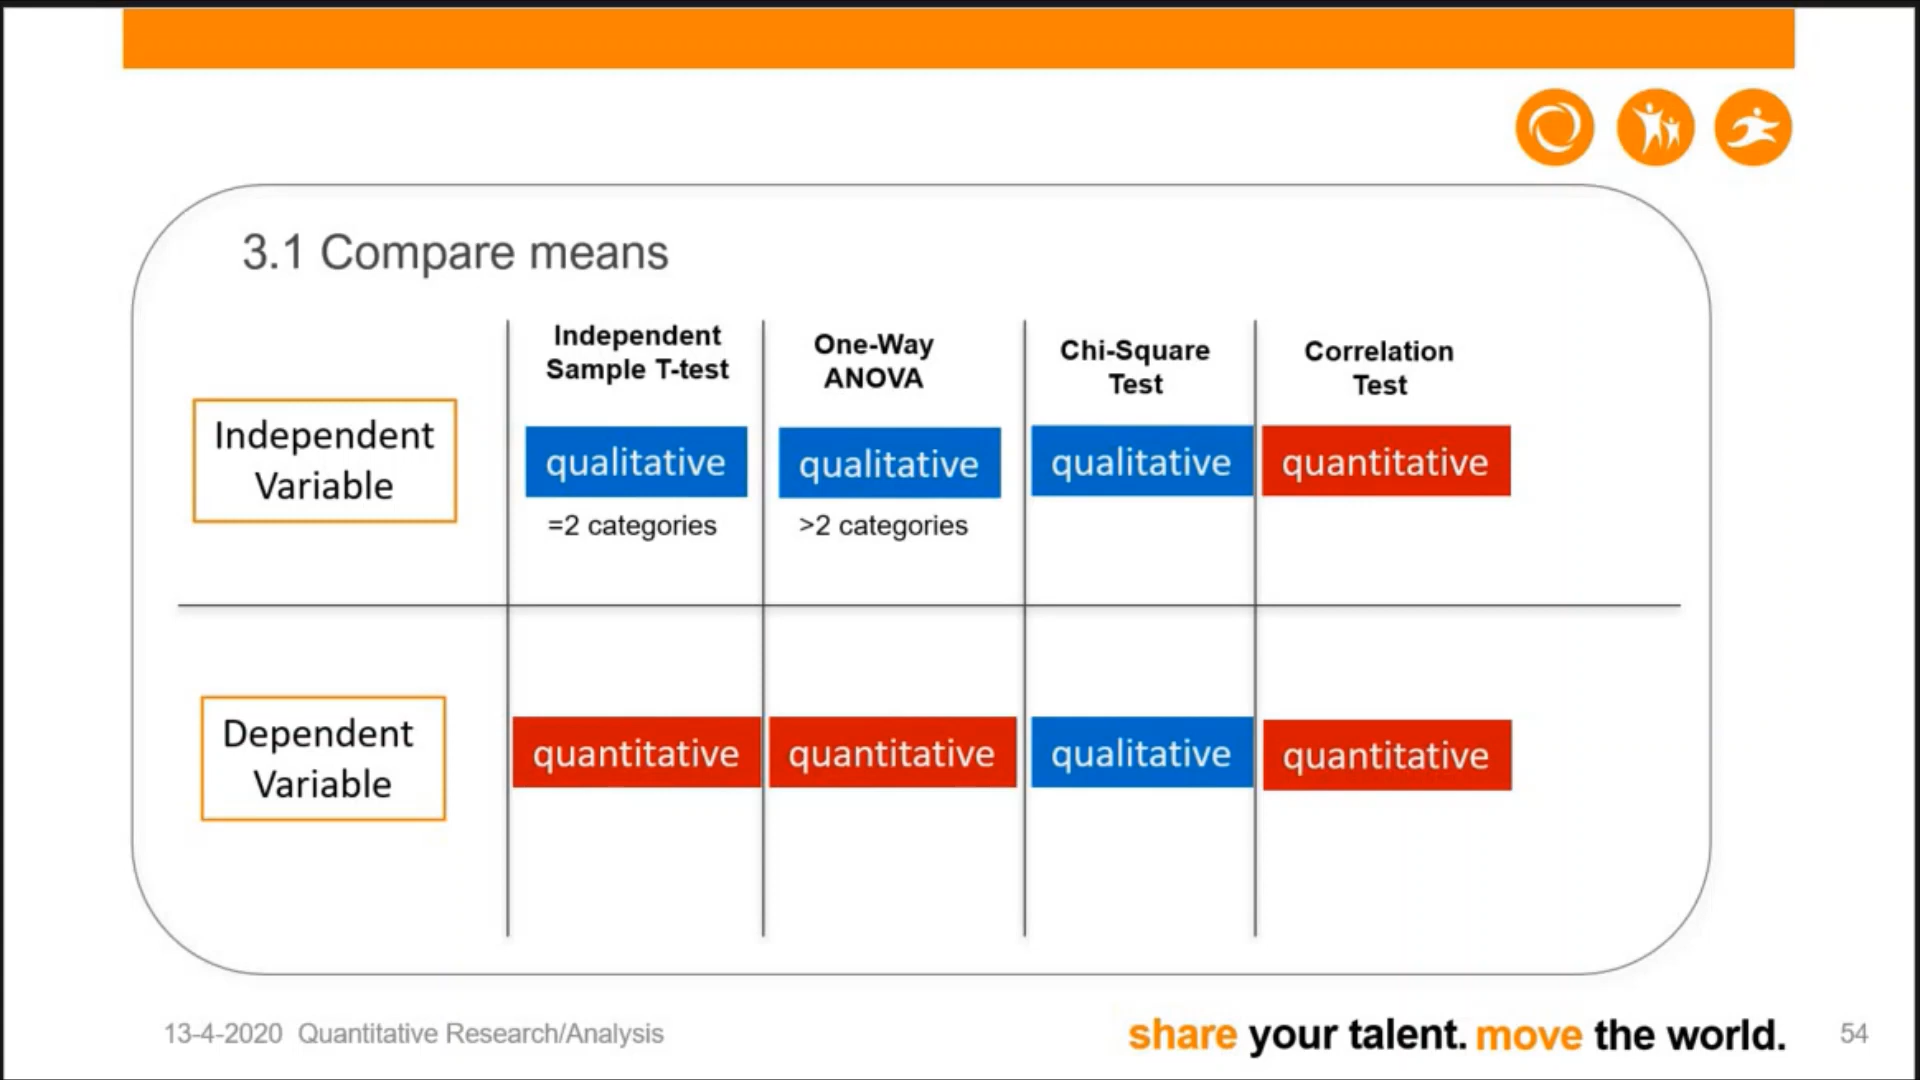 3.1 Compare means
Independent
Sample T-test
One-Way
ANOVA
Chi-Square
Test
Correlation
Test
Independent
Variable
qualitative
qualitative
qualitative
quantitative
=2 categories
>2 categories
Dependent
Variable
quantitative
quantitative
qualitative
quantitative
13-4-2020 Quantitative Research/Analysis
share your talent. move the world.
54